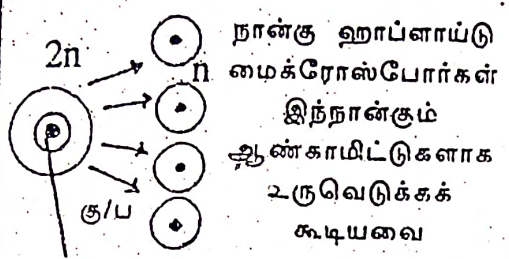 2n
n
கு/ப
நான்கு ஹாப்ளாய்டு
மைக்ரோஸ்போர்கள்
இந்நான்கும்
ஆண்காமிட்டுகளாக
உருவெடுக்கக்
கூடியவை